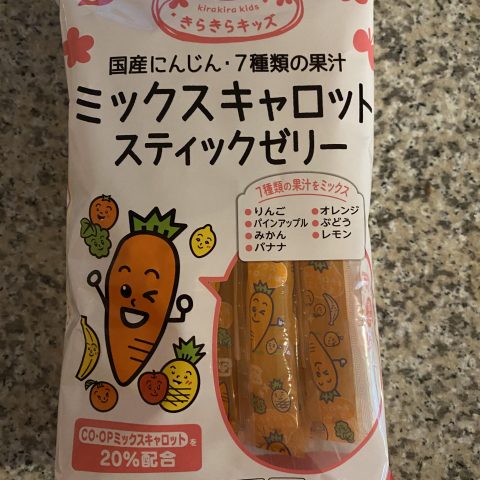 kirakira kids
きらきらキッズ
国産にんじん・7種類の果汁
ミックスキャロット
スティックゼリー
7種類の果汁をミックス
りんご
パインアップル
みかん
バナナ
オレンジ
ぶどう
レモン
CO・OPミックスキャロットを
20%配合